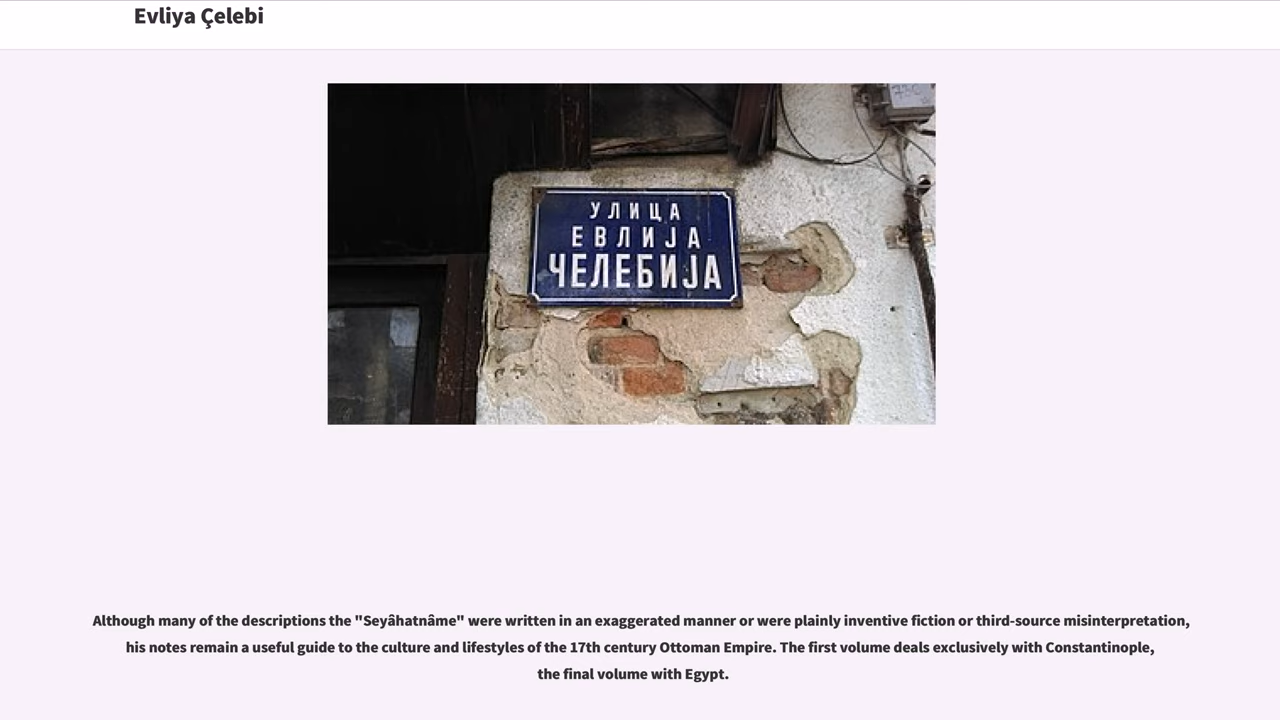 Evliya Çelebi
УЛИЦА
ЕВЛИЈА
ЧЕЛЕБИЈА
Although many of the descriptions the "Seyâhatnâme" were written in an exaggerated manner or were plainly inventive fiction or third-source misinterpretation,
his notes remain a useful guide to the culture and lifestyles of the 17th century Ottoman Empire. The first volume deals exclusively with Constantinople,
the final volume with Egypt.